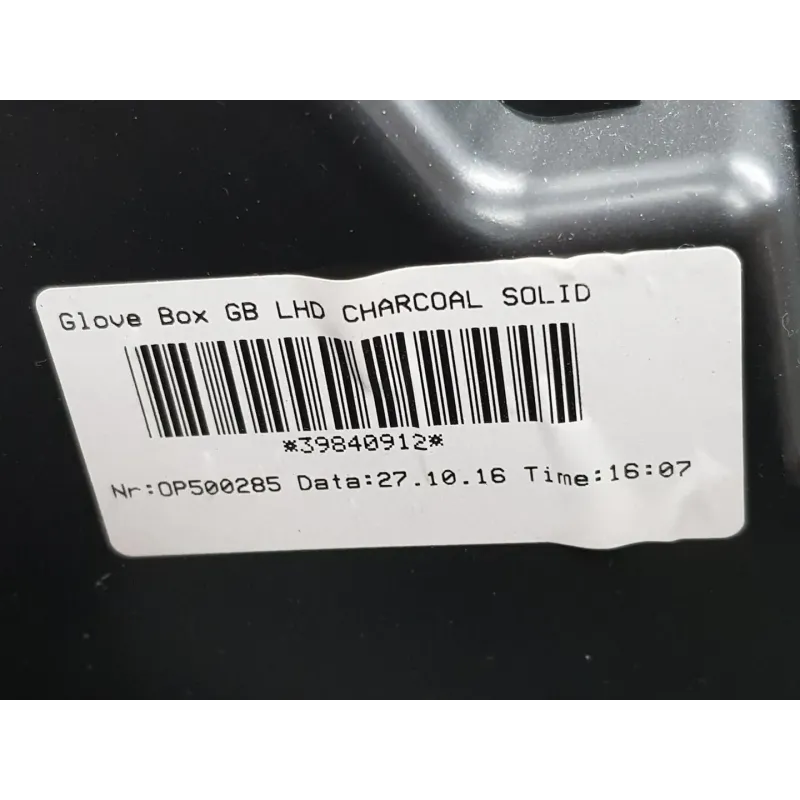 Glove Box GB LHD CHARCOAL SOLID
*39840912*
Nr:OP500285 Data:27.10.16 Time:16:07